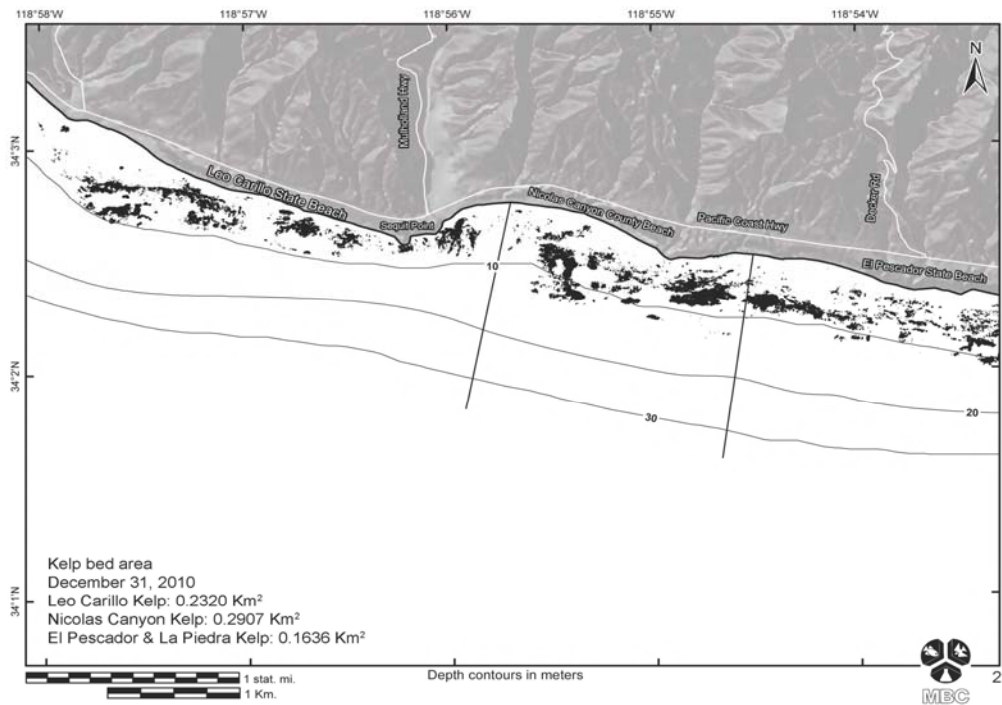 118°58'W 118°57'W 118°56'W 118°55'W 118°54'W
N
34°3'N
34°2'N
34°1'N
Mulholland Hwy
Decker Rd
Leo Carillo State Beach
Sequit Point
Nicolas Canyon County Beach
Pacific Coast Hwy
El Pescador State Beach
10
20
30
Kelp bed area
December 31, 2010
Leo Carillo Kelp: 0.2320 Km²
Nicolas Canyon Kelp: 0.2907 Km²
El Pescador & La Piedra Kelp: 0.1636 Km²
1 stat. mi.
1 Km.
Depth contours in meters
MBC
2